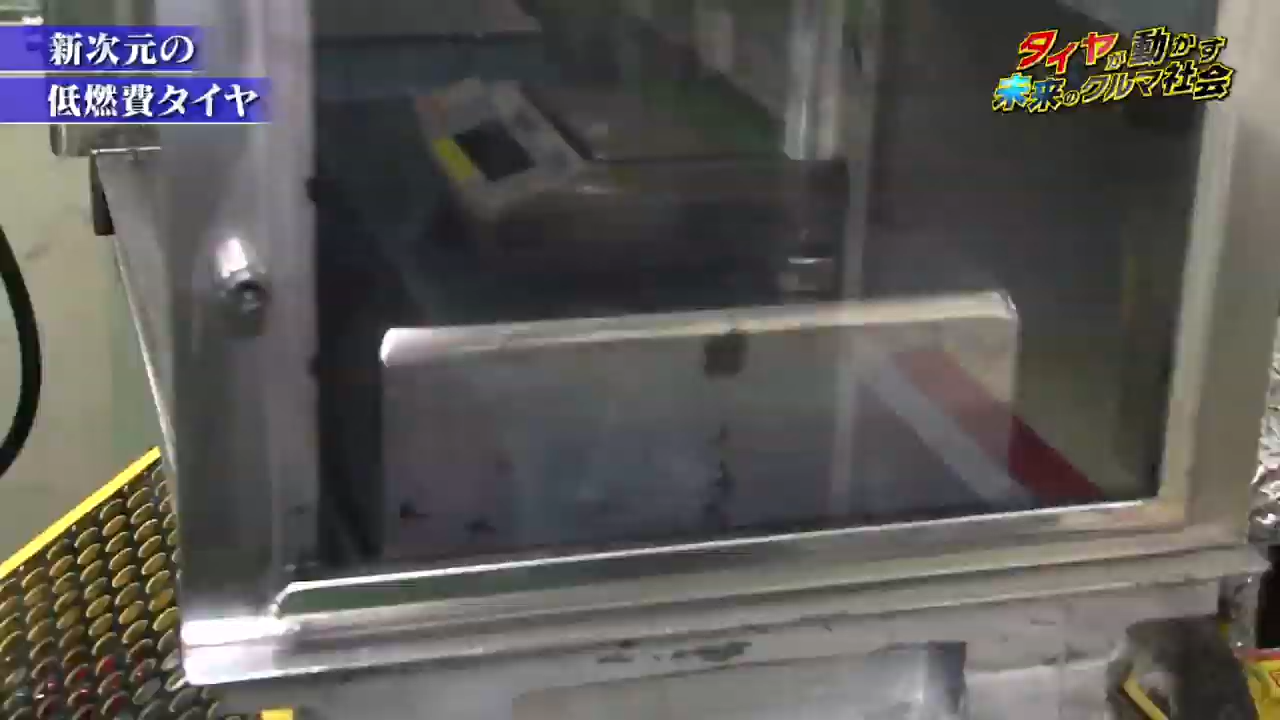 新次元の
低燃費タイヤ
タイヤが動かす
未来のクルマ社会